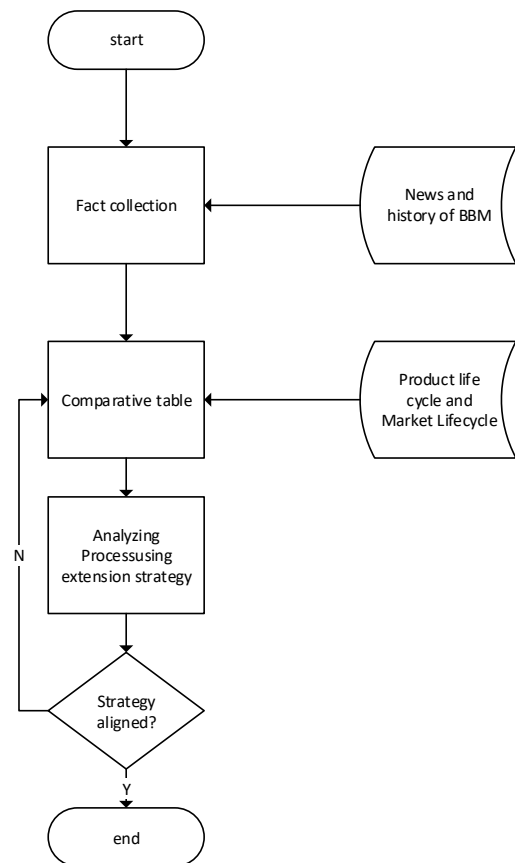 start
Fact collection
News and
history of BBM
Comparative table
Product life
cycle and
Market Lifecycle
Analyzing
Processusing
extension strategy
N
Strategy
aligned?
Y
end